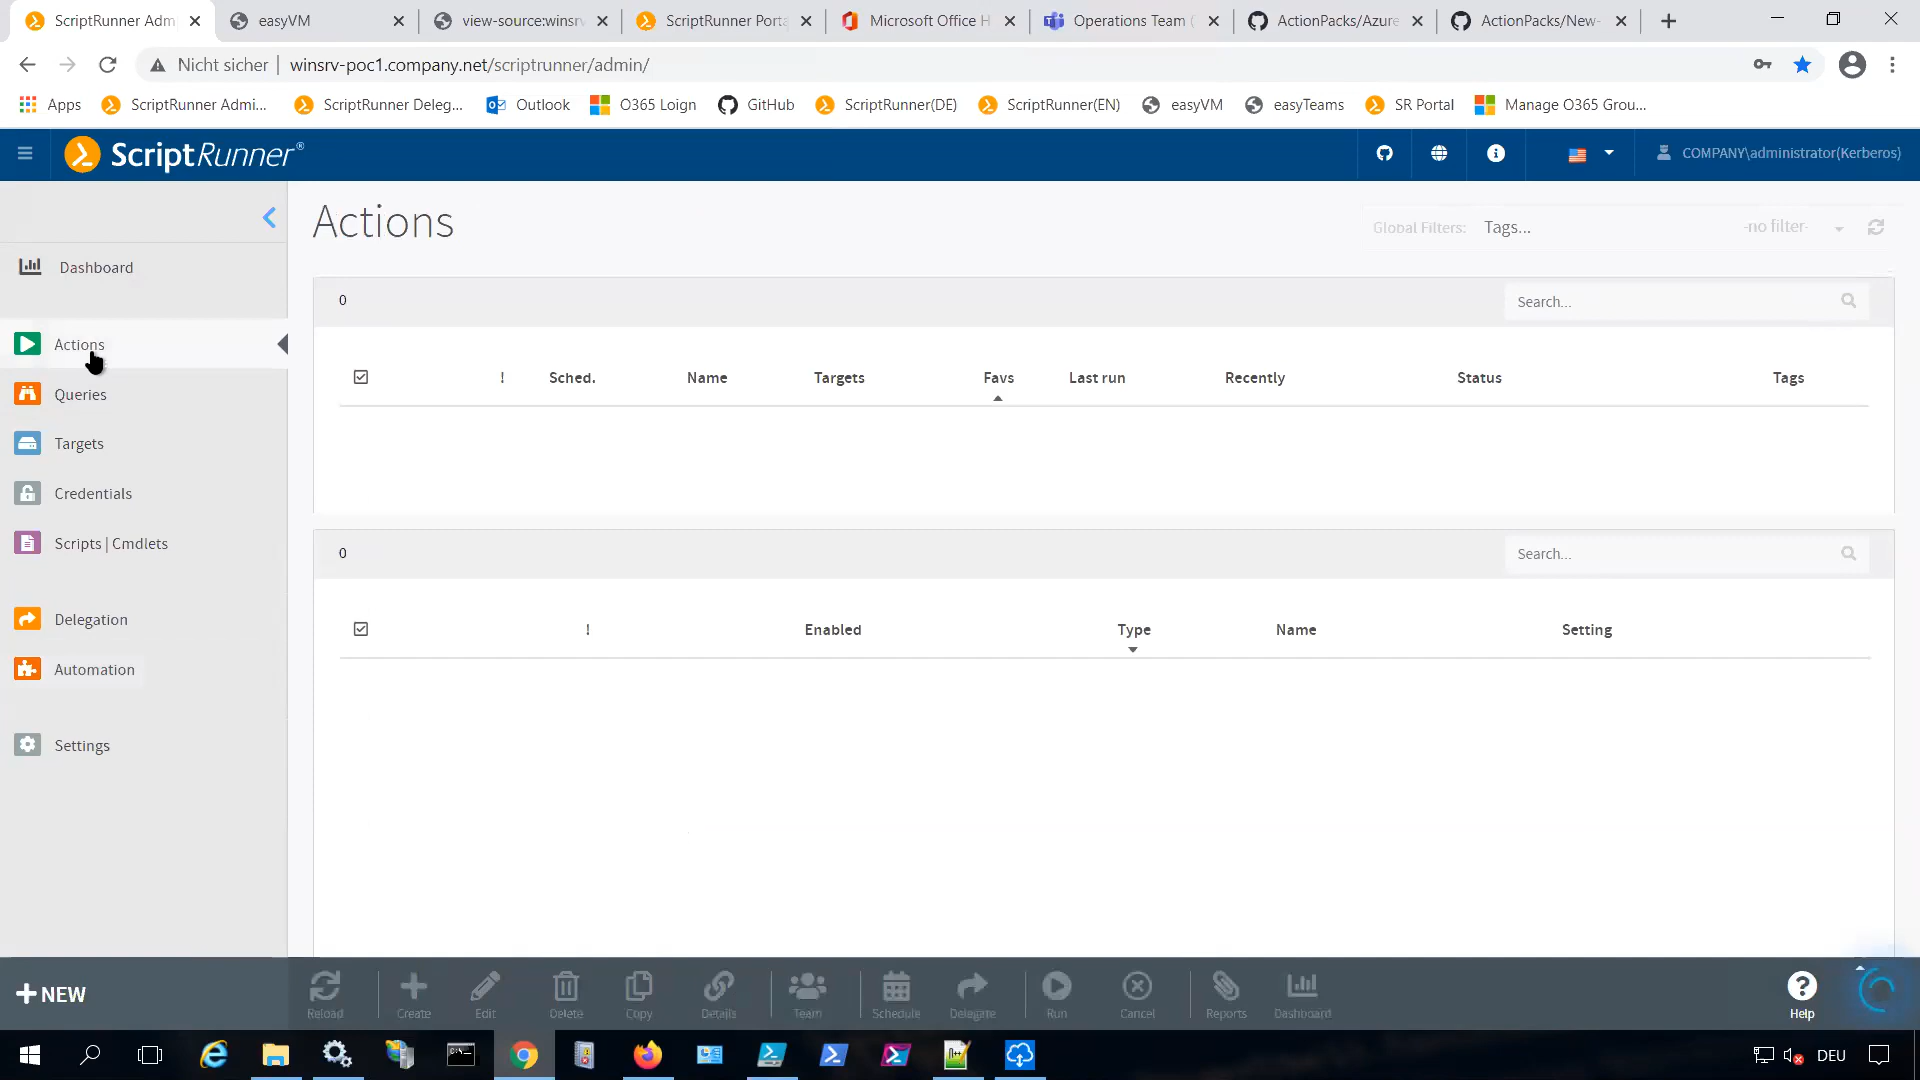 ScriptRunner Adm
easyVM
view-source:winsrv
ScriptRunner Porta
Microsoft Office H
Operations Team (
ActionPacks/Azure
ActionPacks/New-
Nicht sicher
winsrv-poc1.company.net/scriptrunner/admin/
Apps
ScriptRunner Admi...
ScriptRunner Deleg...
Outlook
O365 Loign
GitHub
ScriptRunner(DE)
ScriptRunner(EN)
easyVM
easyTeams
SR Portal
Manage O365 Grou...
ScriptRunner®
COMPANY\administrator(Kerberos)
Actions
Global Filters:
Tags...
-no filter-
Dashboard
Actions
Queries
Targets
Credentials
Scripts | Cmdlets
Delegation
Automation
Settings
0
Search...
! Sched. Name Targets Favs Last run Recently Status Tags
0
Search...
! Enabled Type Name Setting
+ NEW
Reload
Create
Edit
Delete
Copy
Details
Team
Schedule
Delegate
Run
Cancel
Reports
Dashboard
Help
DEU